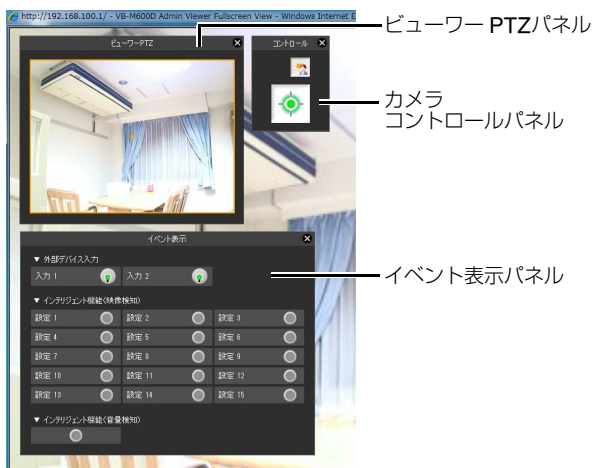 http://192.168.100.1/ - VB-M600D Admin Viewer Fullscreen View - Windows Internet E
ビューワーPTZ
コントロール
ビューワー PTZパネル
カメラ
コントロールパネル
イベント表示
▼ 外部デバイス入力
入力 1
入力 2
イベント表示パネル
▼ インテリジェント機能(映像検知)
設定 1
設定 2
設定 3
設定 4
設定 5
設定 6
設定 7
設定 8
設定 9
設定 10
設定 11
設定 12
設定 13
設定 14
設定 15
▼ インテリジェント機能(音量検知)